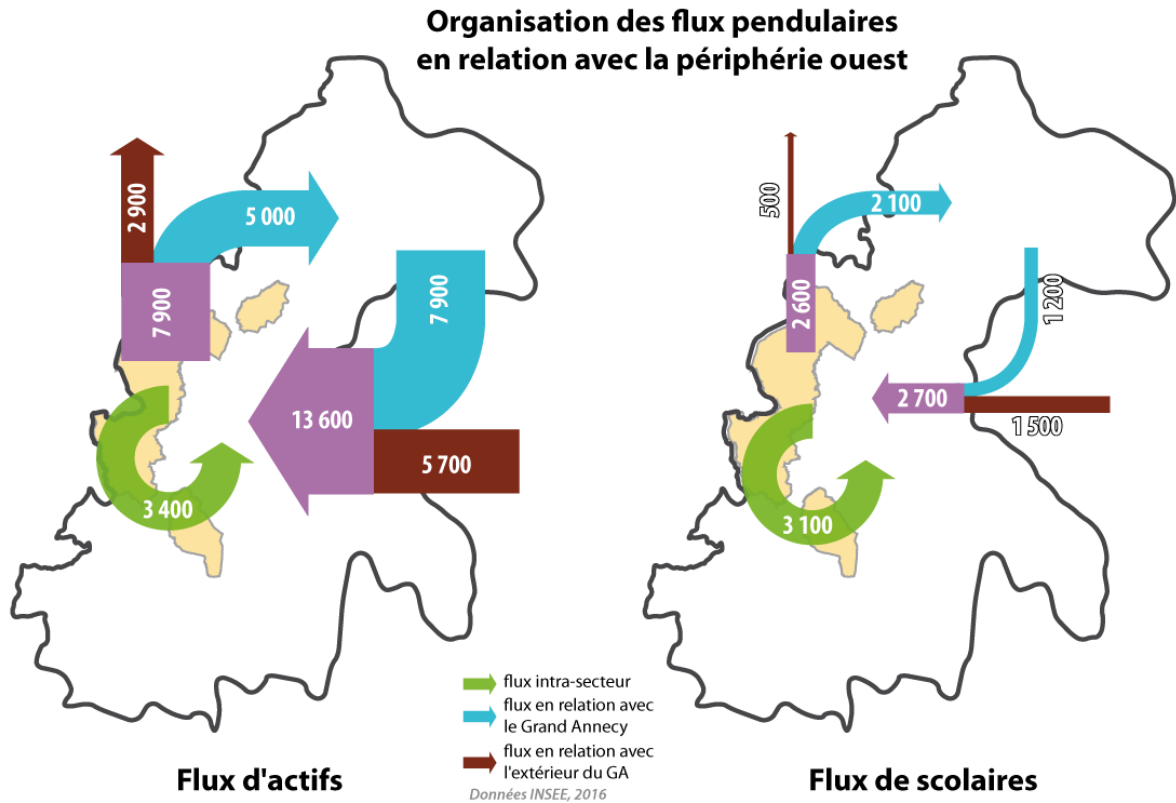 Organisation des flux pendulaires
en relation avec la périphérie ouest
2 900
5 000
7 900
7 900
13 600
5 700
3 400
500
2 100
2 600
1 200
2 700
1 500
3 100
flux intra-secteur
flux en relation avec
le Grand Annecy
flux en relation avec
l'extérieur du GA
Données INSEE, 2016
Flux d'actifs
Flux de scolaires